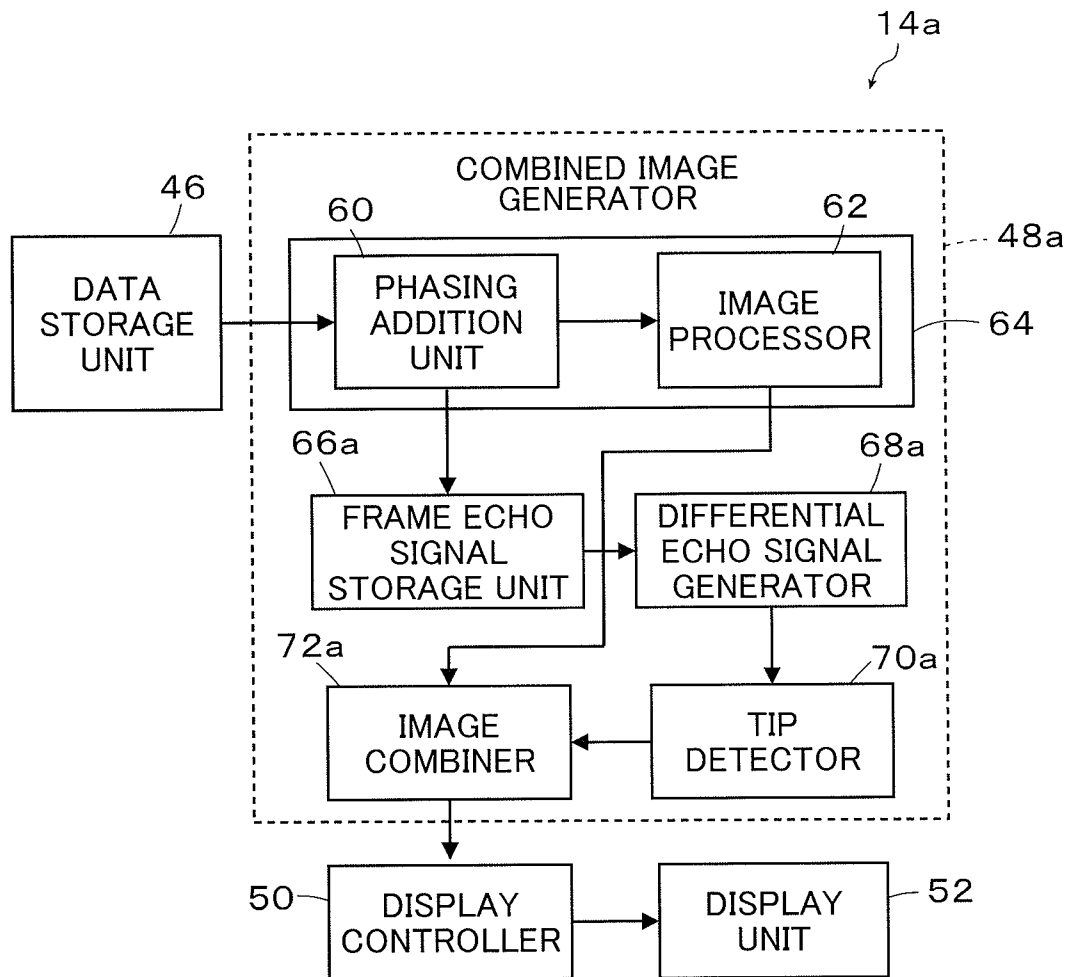 14a
COMBINED IMAGE
GENERATOR
46
60
62
48a
DATA
STORAGE
UNIT
PHASING
ADDITION
UNIT
IMAGE
PROCESSOR
64
66a
68a
FRAME ECHO
SIGNAL
STORAGE UNIT
DIFFERENTIAL
ECHO SIGNAL
GENERATOR
72a
70a
IMAGE
COMBINER
TIP
DETECTOR
50
DISPLAY
CONTROLLER
DISPLAY
UNIT
52